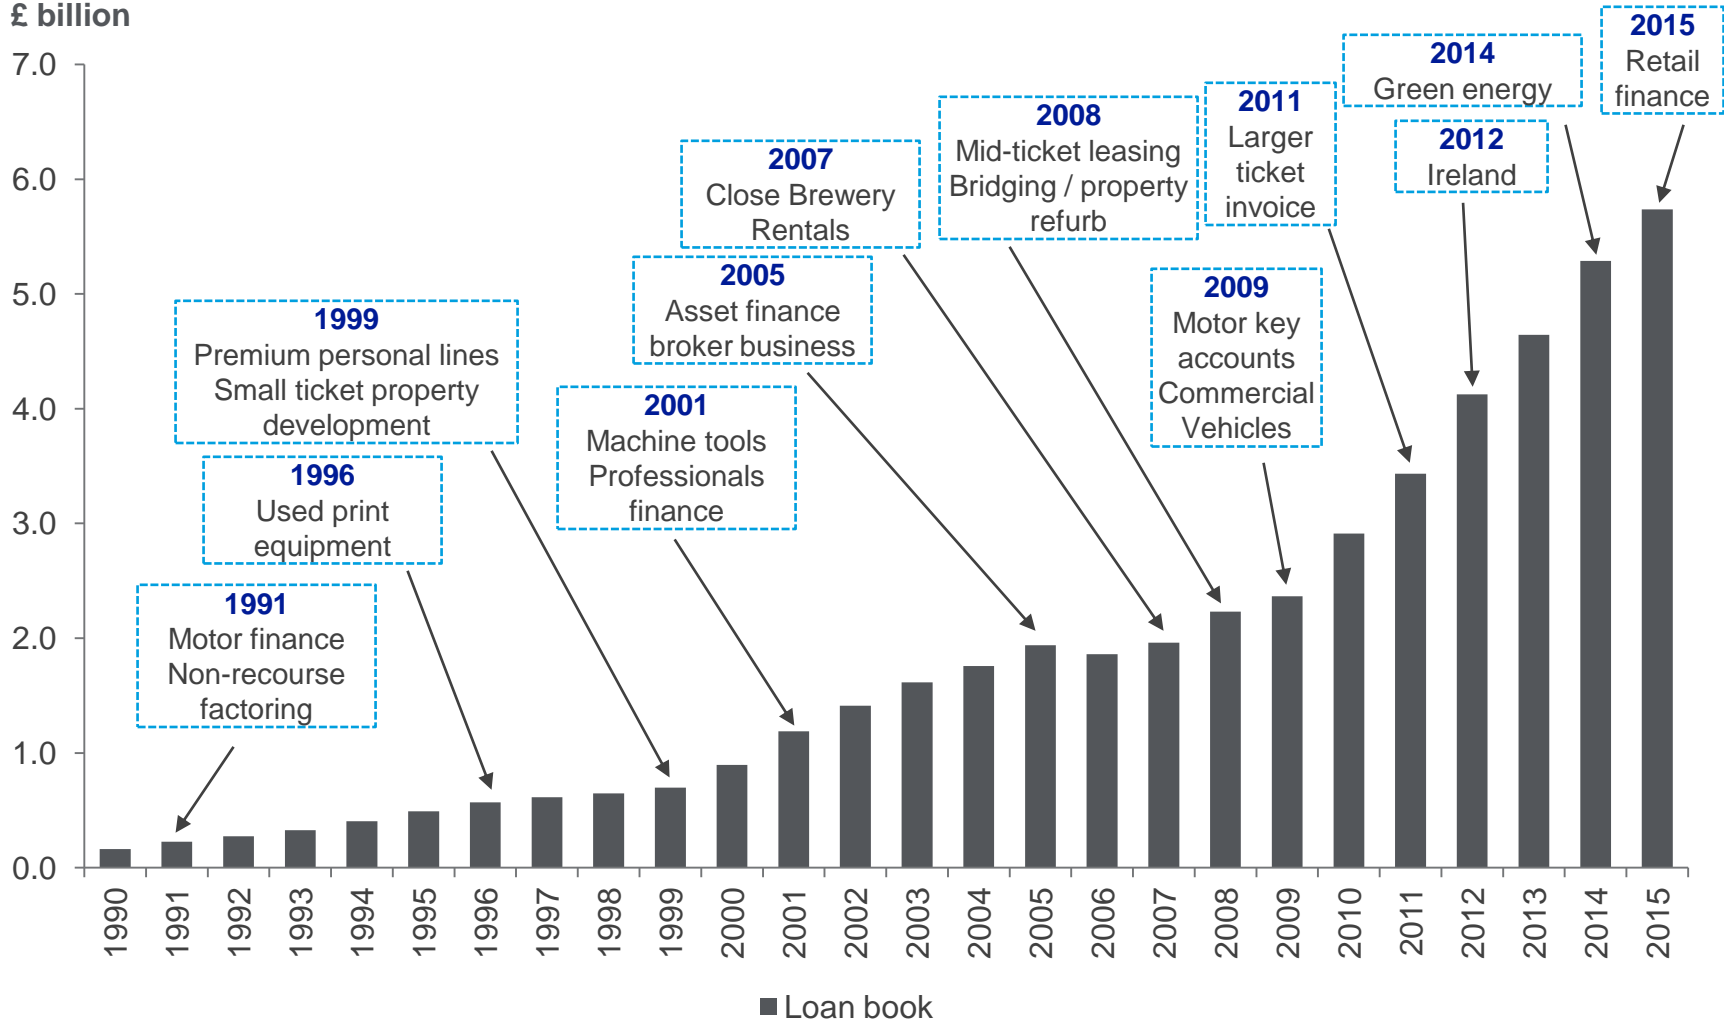 £ billion
7.0
6.0
5.0
4.0
3.0
2.0
1.0
0.0
1991
Motor finance
Non-recourse
factoring
1996
Used print
equipment
1999
Premium personal lines
Small ticket property
development
2001
Machine tools
Professionals
finance
2005
Asset finance
broker business
2007
Close Brewery
Rentals
2008
Mid-ticket leasing
Bridging / property
refurb
2009
Motor key
accounts
Commercial
Vehicles
2011
Larger
ticket
invoice
2012
Ireland
2014
Green energy
2015
Retail
finance
1990
1991
1992
1993
1994
1995
1996
1997
1998
1999
2000
2001
2002
2003
2004
2005
2006
2007
2008
2009
2010
2011
2012
2013
2014
2015
Loan book